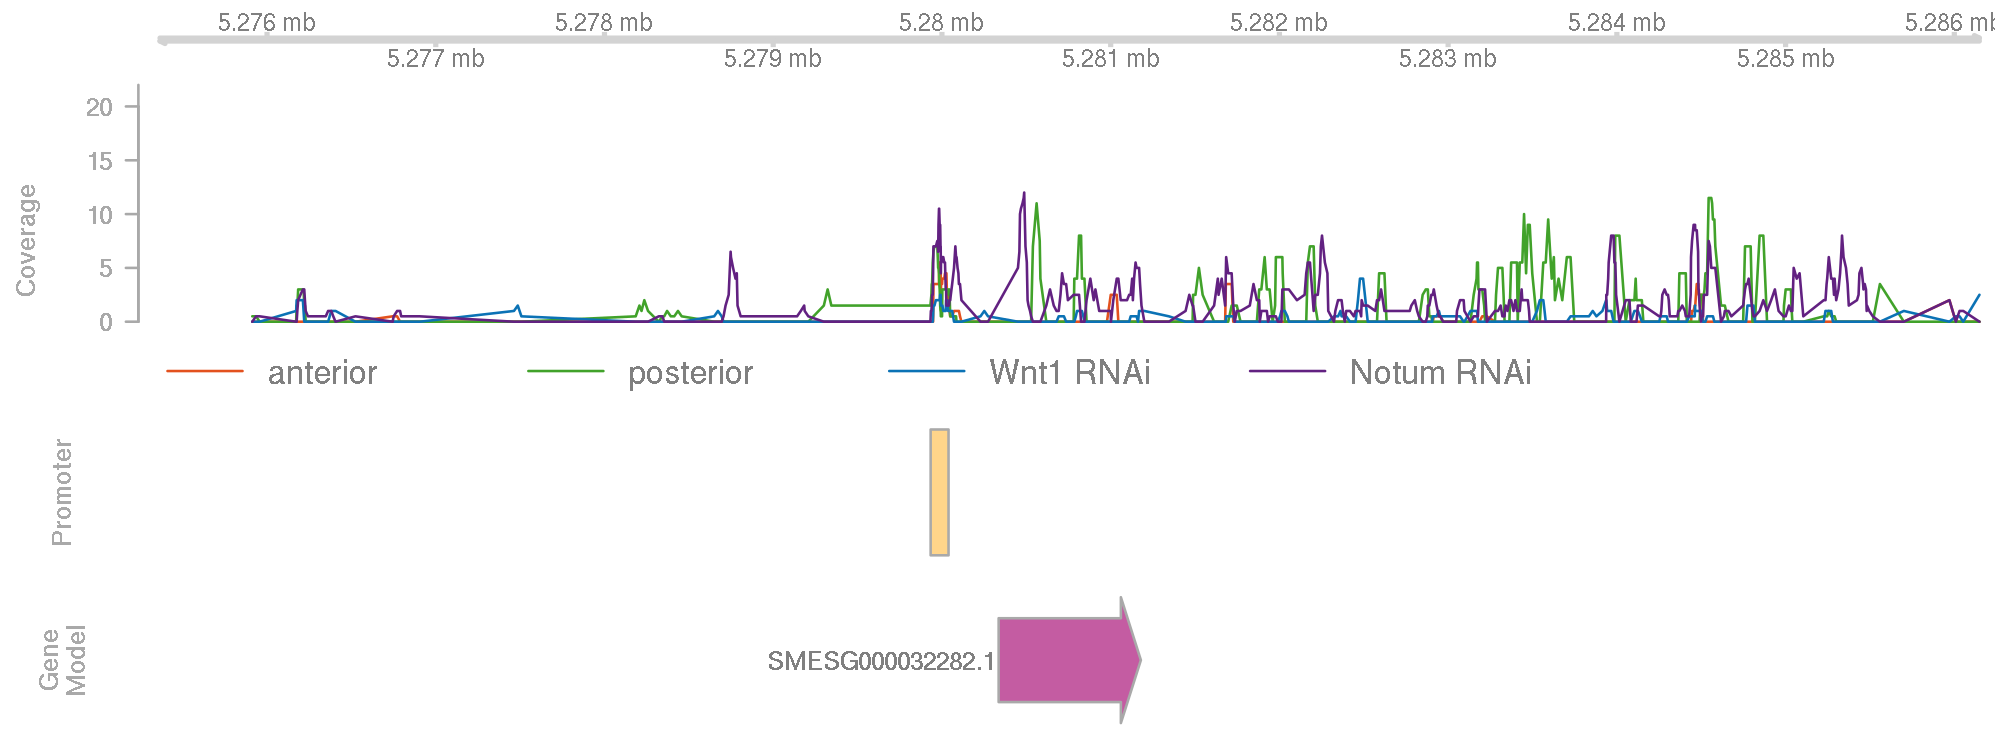 5.276 mb 5.278 mb 5.28 mb 5.282 mb 5.284 mb 5.286 mb
5.277 mb 5.279 mb 5.281 mb 5.283 mb 5.285 mb
Coverage
20
15
10
5
0
anterior posterior Wnt1 RNAi Notum RNAi
Promoter
Gene
Model
SMESG000032282.1